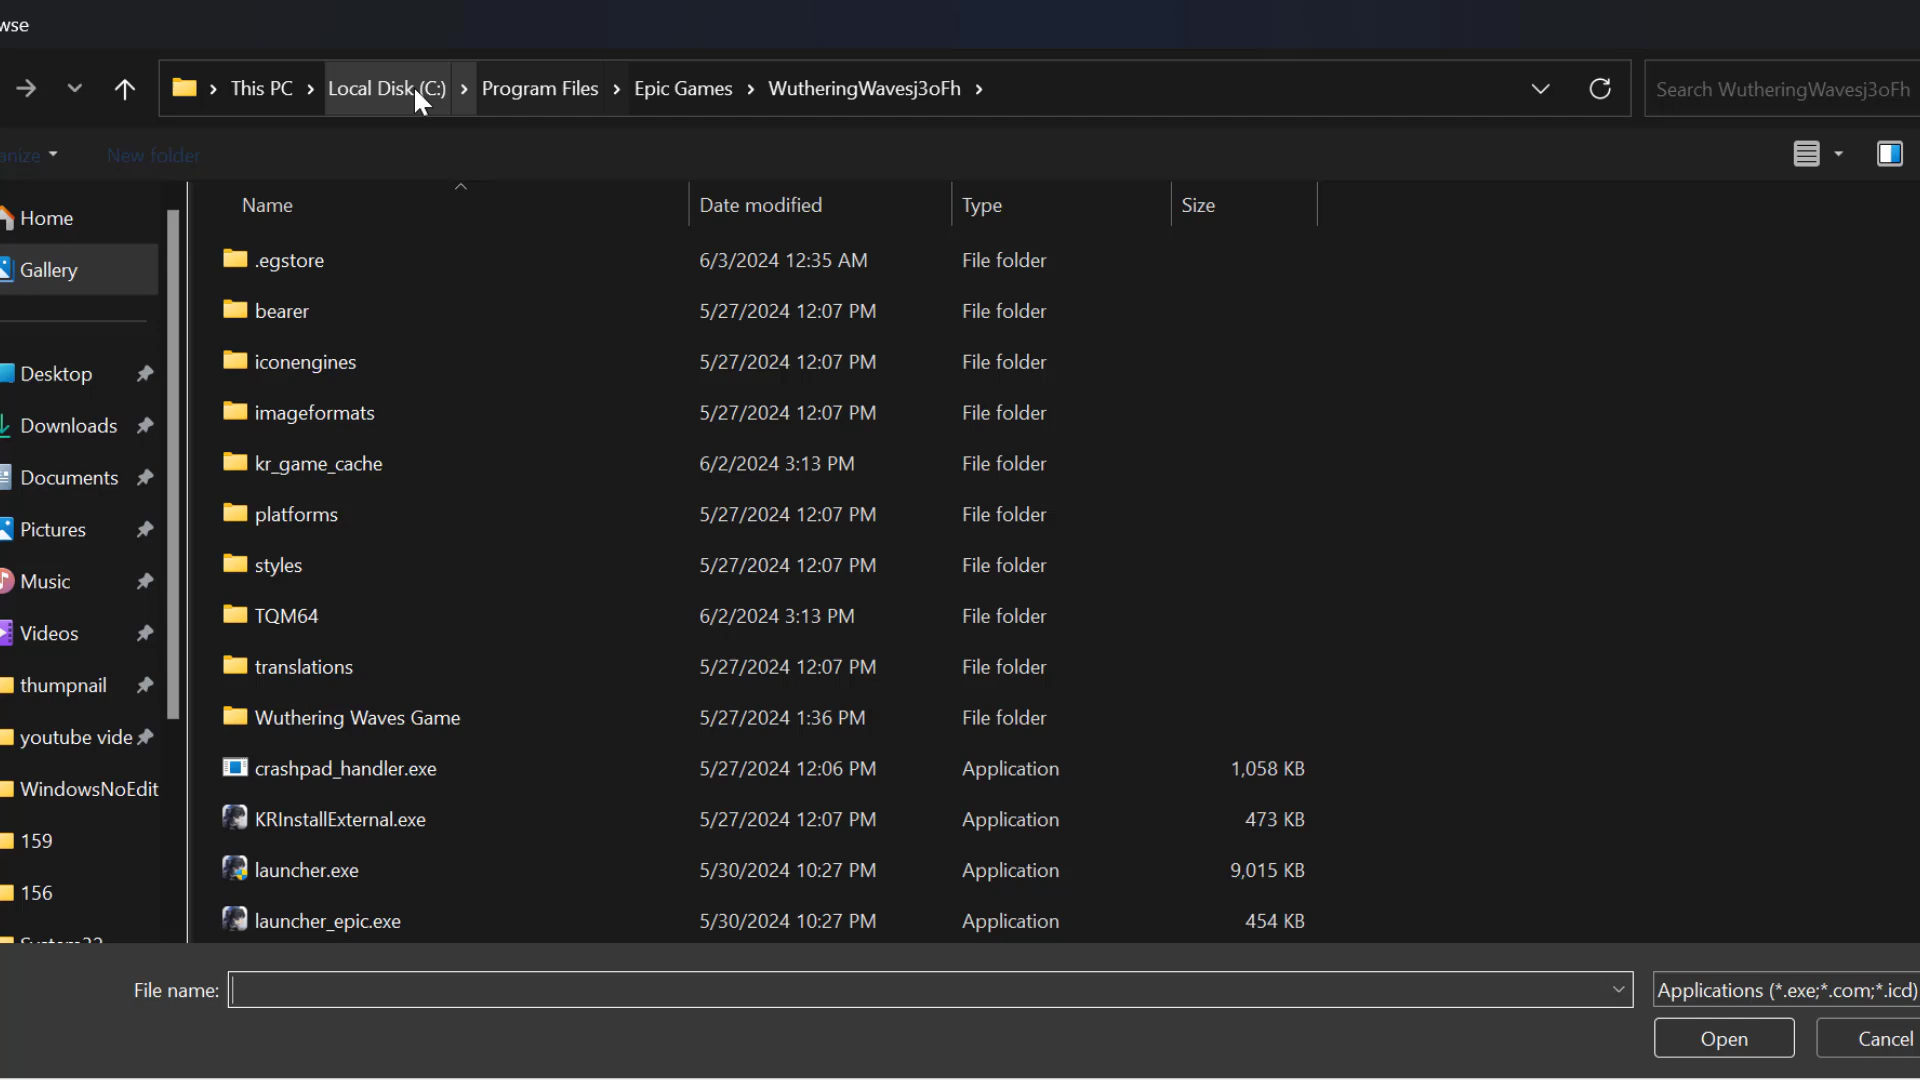 wse
This PC Local Disk (C:) Program Files Epic Games WutheringWavesj3oFh Search WutheringWavesj3oFh
anize New folder
Name Date modified Type Size
Home
Gallery
Desktop
Downloads
Documents
Pictures
Music
Videos
thumpnail
youtube vide
WindowsNoEdit
159
156
System32
.egstore 6/3/2024 12:35 AM File folder
bearer 5/27/2024 12:07 PM File folder
iconengines 5/27/2024 12:07 PM File folder
imageformats 5/27/2024 12:07 PM File folder
kr_game_cache 6/2/2024 3:13 PM File folder
platforms 5/27/2024 12:07 PM File folder
styles 5/27/2024 12:07 PM File folder
TQM64 6/2/2024 3:13 PM File folder
translations 5/27/2024 12:07 PM File folder
Wuthering Waves Game 5/27/2024 1:36 PM File folder
crashpad_handler.exe 5/27/2024 12:06 PM Application 1,058 KB
KRInstallExternal.exe 5/27/2024 12:07 PM Application 473 KB
launcher.exe 5/30/2024 10:27 PM Application 9,015 KB
launcher_epic.exe 5/30/2024 10:27 PM Application 454 KB
File name: Applications (*.exe;*.com;*.icd)
Open Cancel